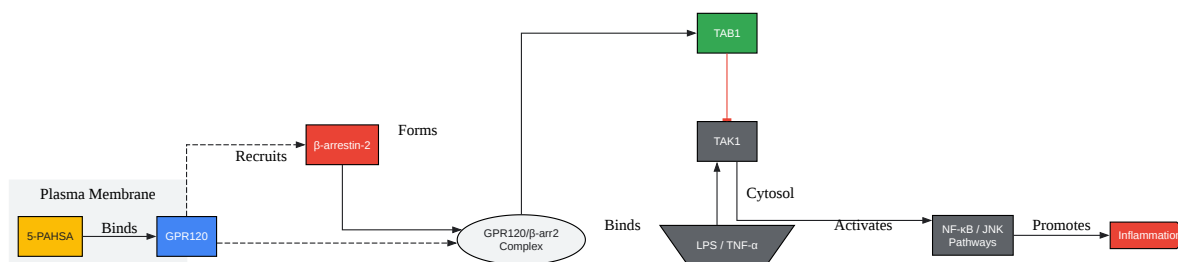 TAB1
β-arrestin-2
Forms
TAK1
Recruits
Plasma Membrane
Cytosol
5-PAHSA
Binds
GPR120
GPR120/β-arr2
Complex
Binds
LPS / TNF-α
Activates
NF-κB / JNK
Pathways
Promotes
Inflammation